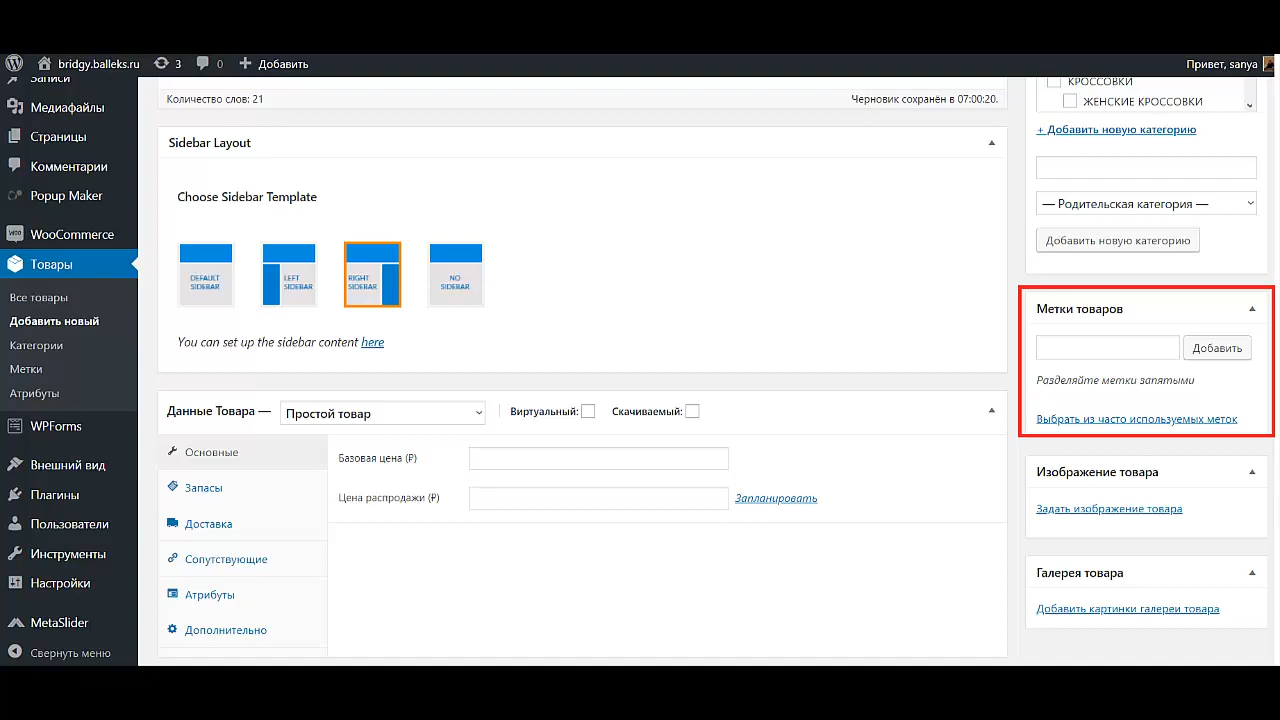 bridgy.balleks.ru 3 0 Добавить Привет, sanya
Записи
Медиафайлы
Страницы
Комментарии
Popup Maker
WooCommerce
Товары
Все товары
Добавить новый
Категории
Метки
Атрибуты
WPForms
Внешний вид
Плагины
Пользователи
Инструменты
Настройки
MetaSlider
Свернуть меню
Количество слов: 21 Черновик сохранён в 07:00:20.
Sidebar Layout
Choose Sidebar Template
DEFAULT SIDEBAR
LEFT SIDEBAR
RIGHT SIDEBAR
NO SIDEBAR
You can set up the sidebar content here
Данные Товара — Простой товар Виртуальный: Скачиваемый:
Основные
Запасы
Доставка
Сопутствующие
Атрибуты
Дополнительно
Базовая цена (₽)
Цена распродажи (₽) Запланировать
КРОССОВКИ
ЖЕНСКИЕ КРОССОВКИ
+ Добавить новую категорию
— Родительская категория —
Добавить новую категорию
Метки товаров
Добавить
Разделяйте метки запятыми
Выбрать из часто используемых меток
Изображение товара
Задать изображение товара
Галерея товара
Добавить картинки галереи товара